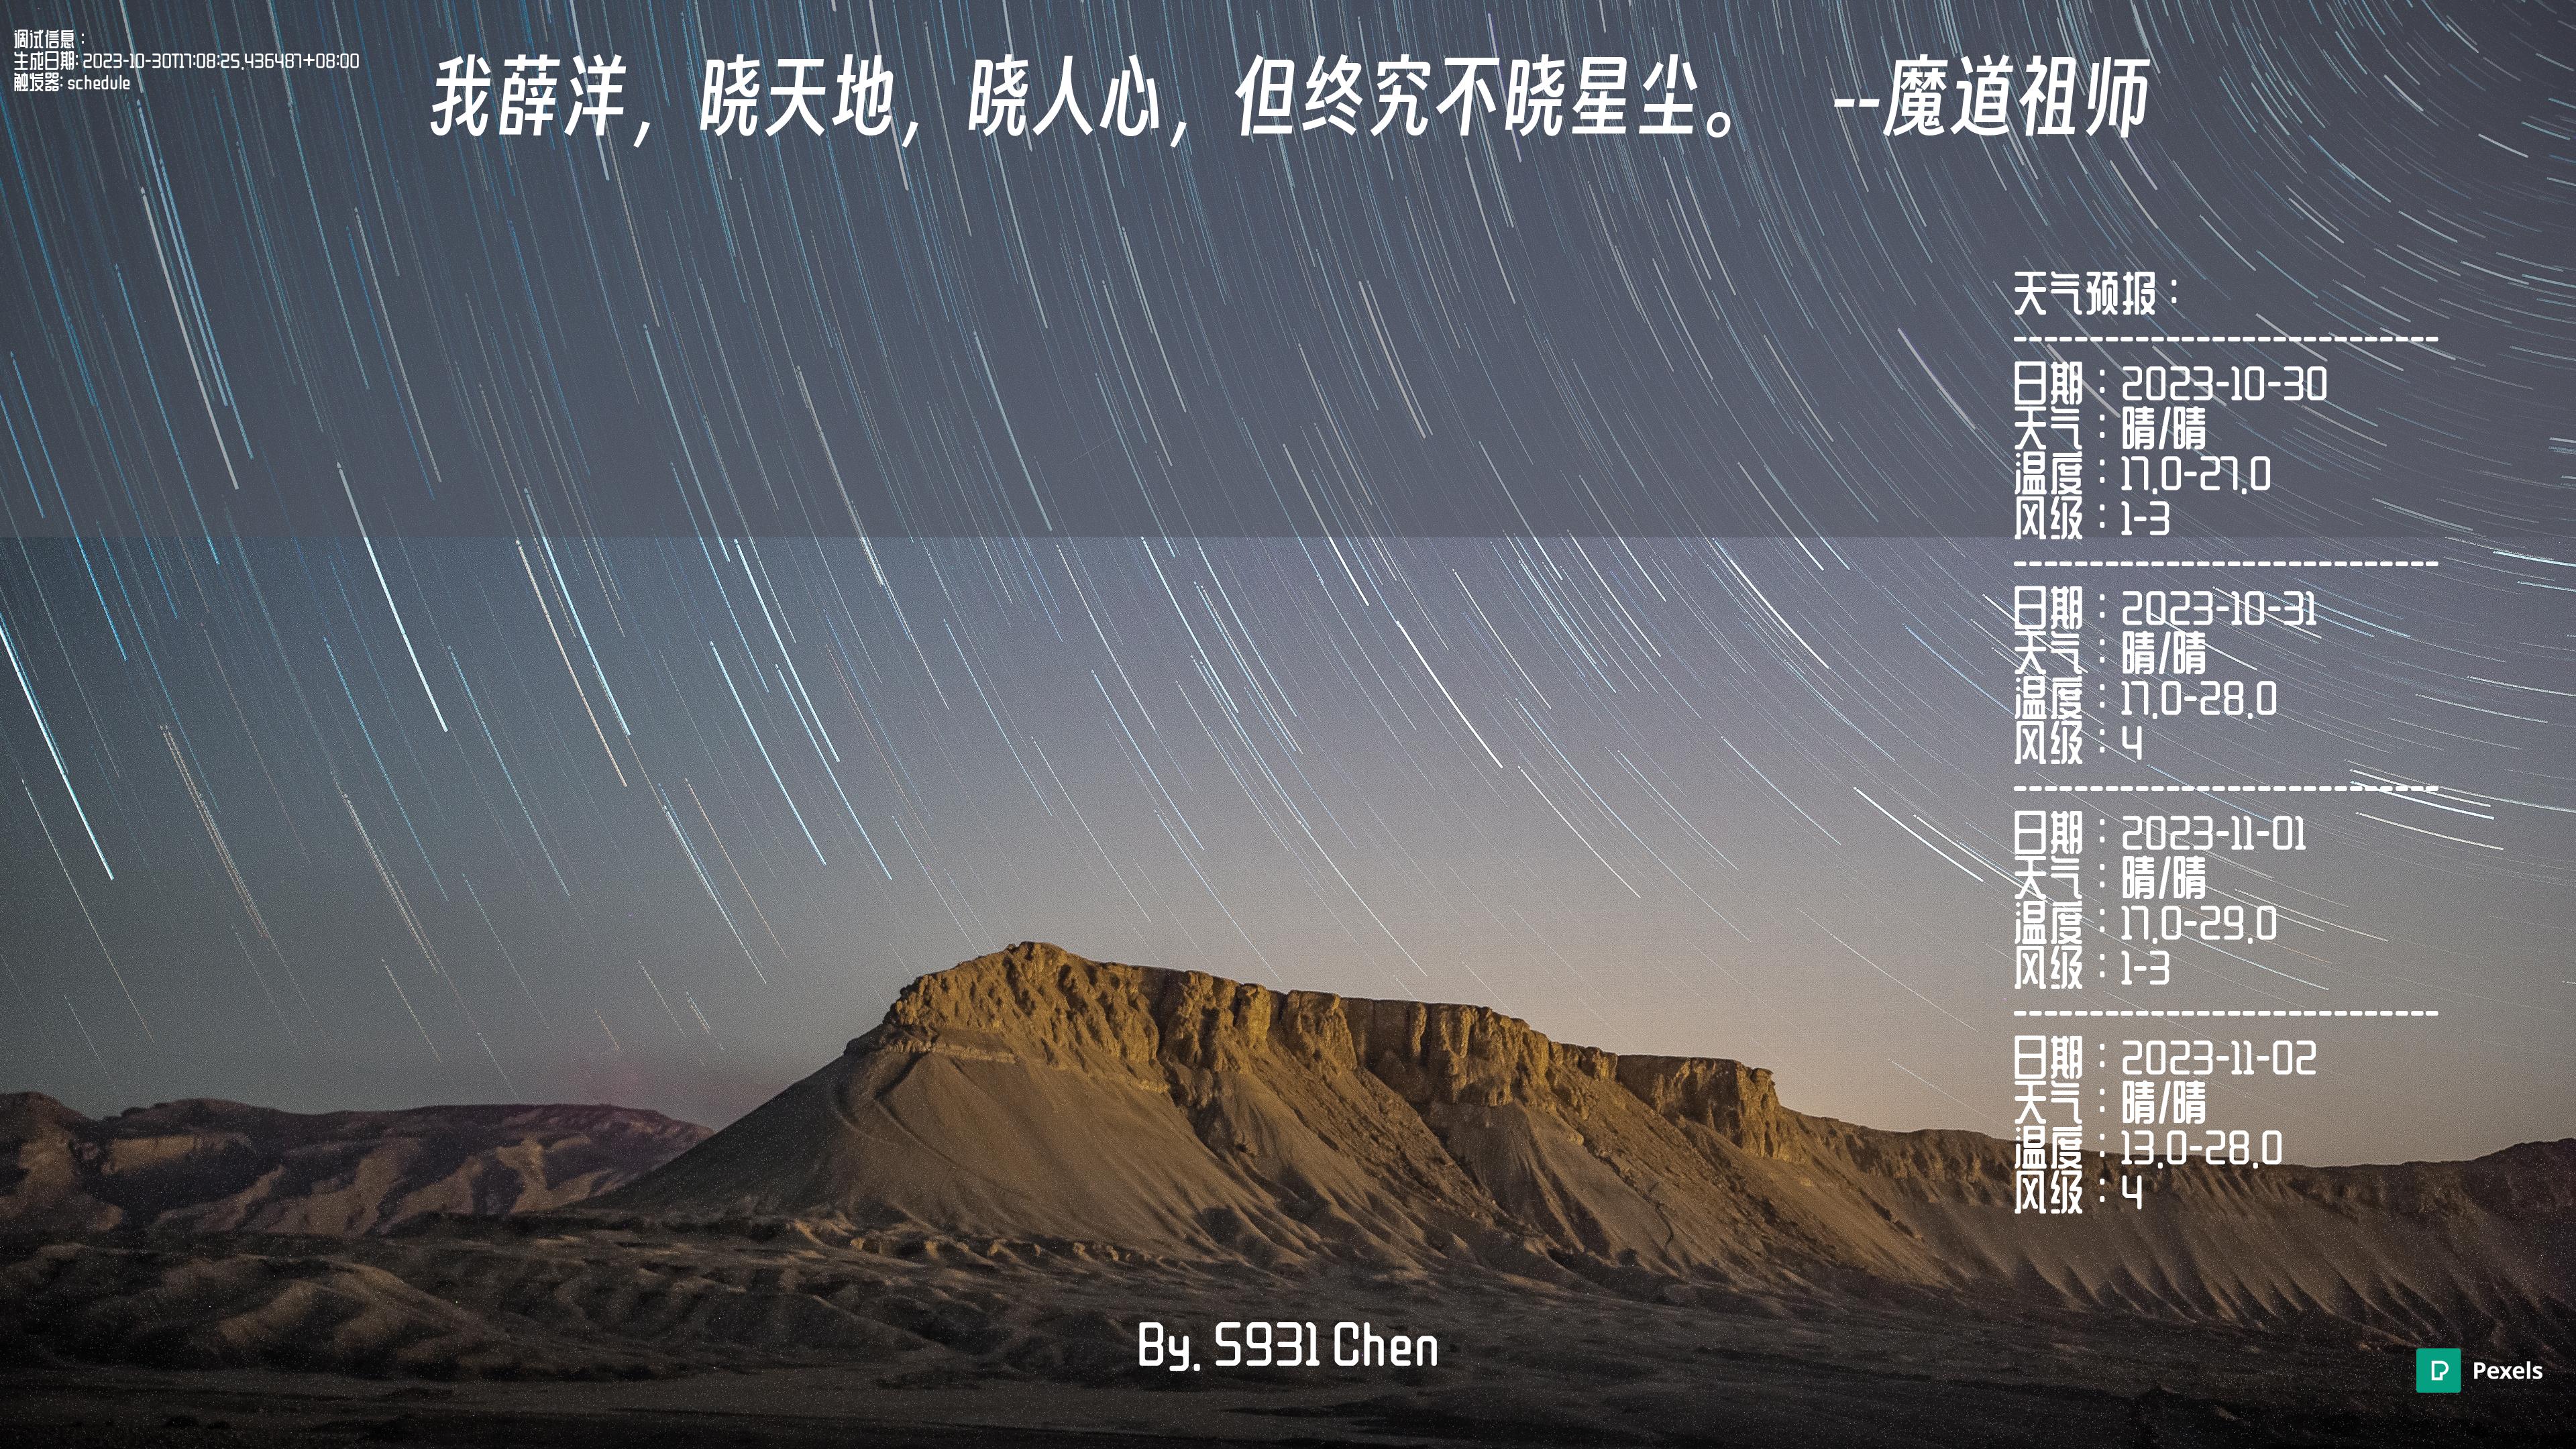 调试信息：
生成日期: 2023-10-30T17:08:25.436487+08:00
触发器: schedule
我薛洋，晓天地，晓人心，但终究不晓星尘。 --魔道祖师
天气预报：
----------------------------
日期：2023-10-30
天气：晴/晴
温度：17.0-27.0
风级：1-3
----------------------------
日期：2023-10-31
天气：晴/晴
温度：17.0-28.0
风级：4
----------------------------
日期：2023-11-01
天气：晴/晴
温度：17.0-29.0
风级：1-3
----------------------------
日期：2023-11-02
天气：晴/晴
温度：13.0-28.0
风级：4
By. S931 Chen
Pexels